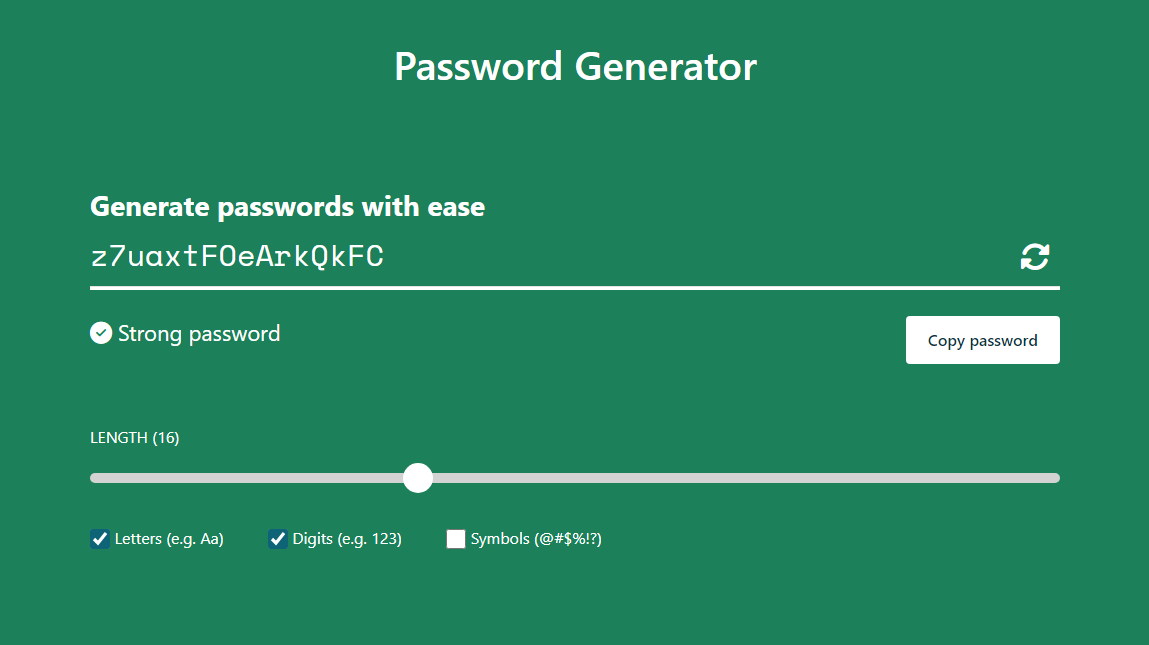 Password Generator
Generate passwords with ease
z7uaxtFOeArkQkFC
Strong password
Copy password
LENGTH (16)
Letters (e.g. Aa)
Digits (e.g. 123)
Symbols (@#$%!?)